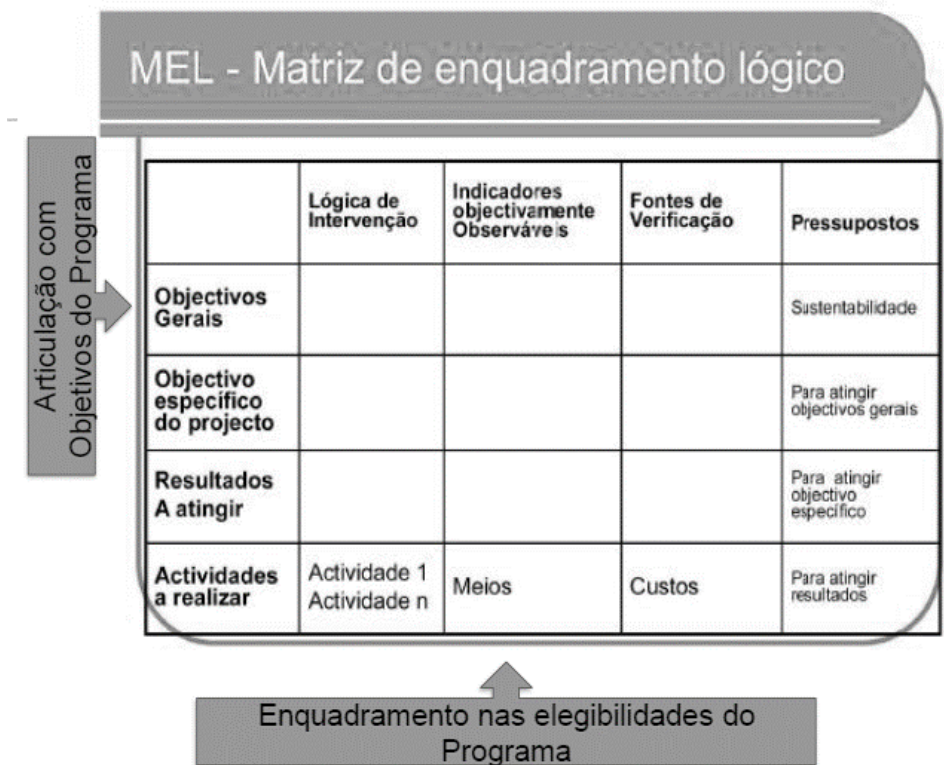 MEL - Matriz de enquadramento lógico
Articulação com
Objetivos do Programa
Lógica de
Intervenção
Indicadores
objectivamente
Observáveis
Fontes de
Verificação
Pressupostos
Objectivos
Gerais
Sustentabilidade
Objectivo
específico
do projecto
Para atingir
objectivos gerais
Resultados
A atingir
Para atingir
objectivo
específico
Actividades
a realizar
Actividade 1
Actividade n
Meios
Custos
Para atingir
resultados
Enquadramento nas elegibilidades do
Programa